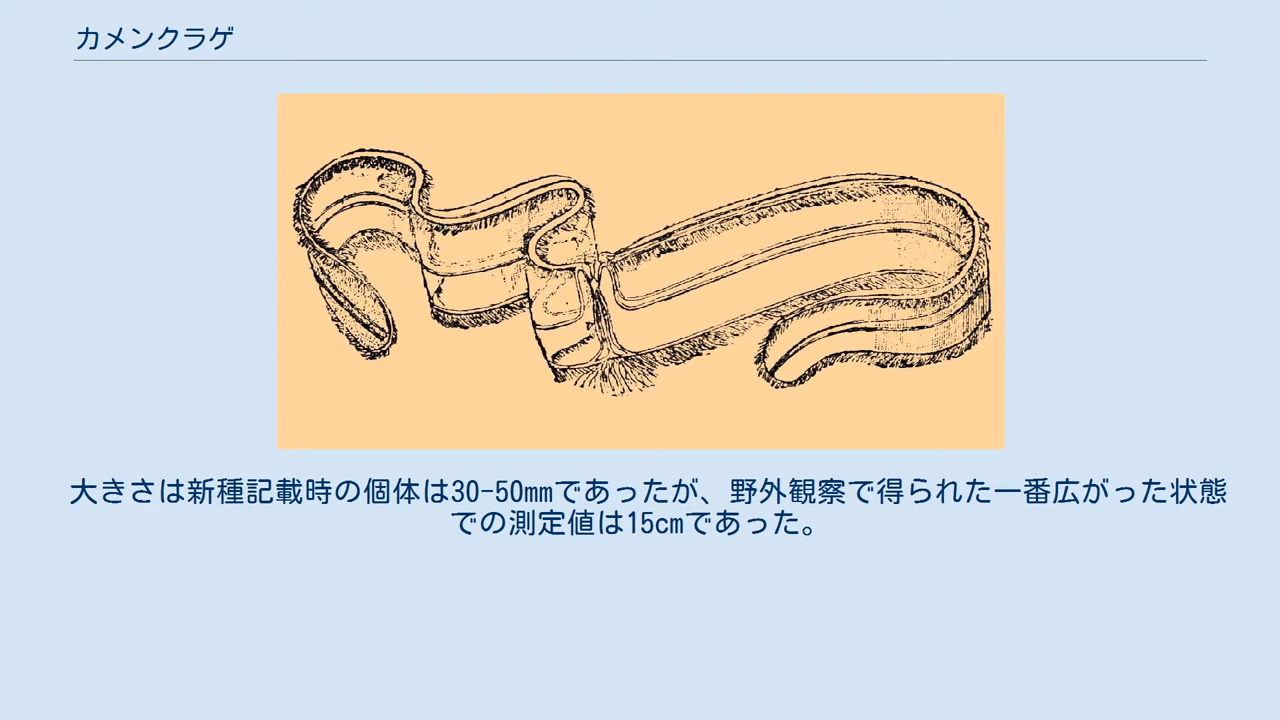 カメンクラゲ
大きさは新種記載時の個体は30-50mmであったが、野外観察で得られた一番広がった状態
での測定値は15cmであった。